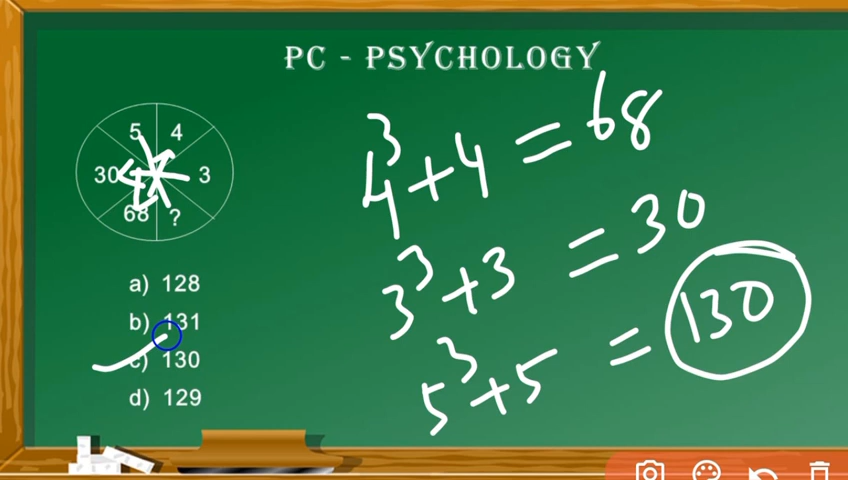 PC - PSYCHOLOGY
5 4
30 3
68 ?
a) 128
b) 131
c) 130
d) 129
4³ + 4 = 68
3³ + 3 = 30
5³ + 5 = 130